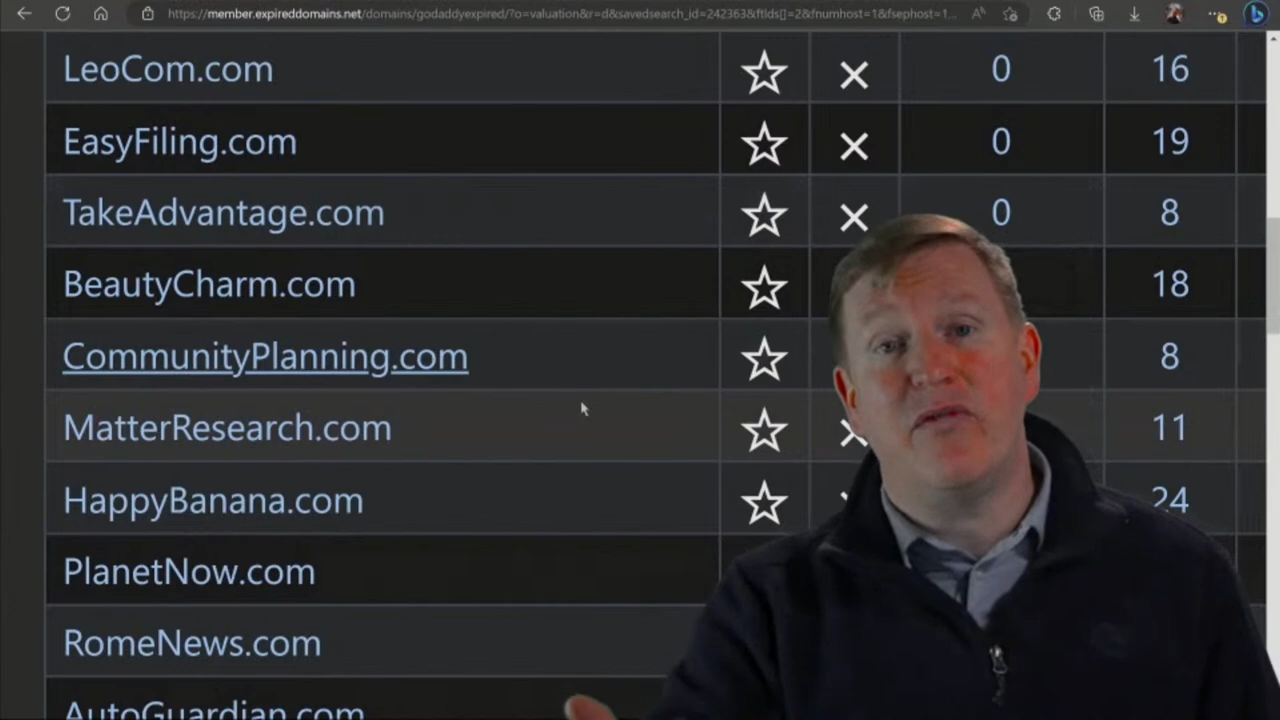 https://member.expireddomains.net/domains/godaddyexpired/?o=valuation&r=d&savedsearch_id=242363&ftlds[]=2&fnumhost=1&fsephost=1...
LeoCom.com 0 16
EasyFiling.com 0 19
TakeAdvantage.com 0 8
BeautyCharm.com 18
CommunityPlanning.com 8
MatterResearch.com 11
HappyBanana.com 24
PlanetNow.com
RomeNews.com
AutoGuardian.com